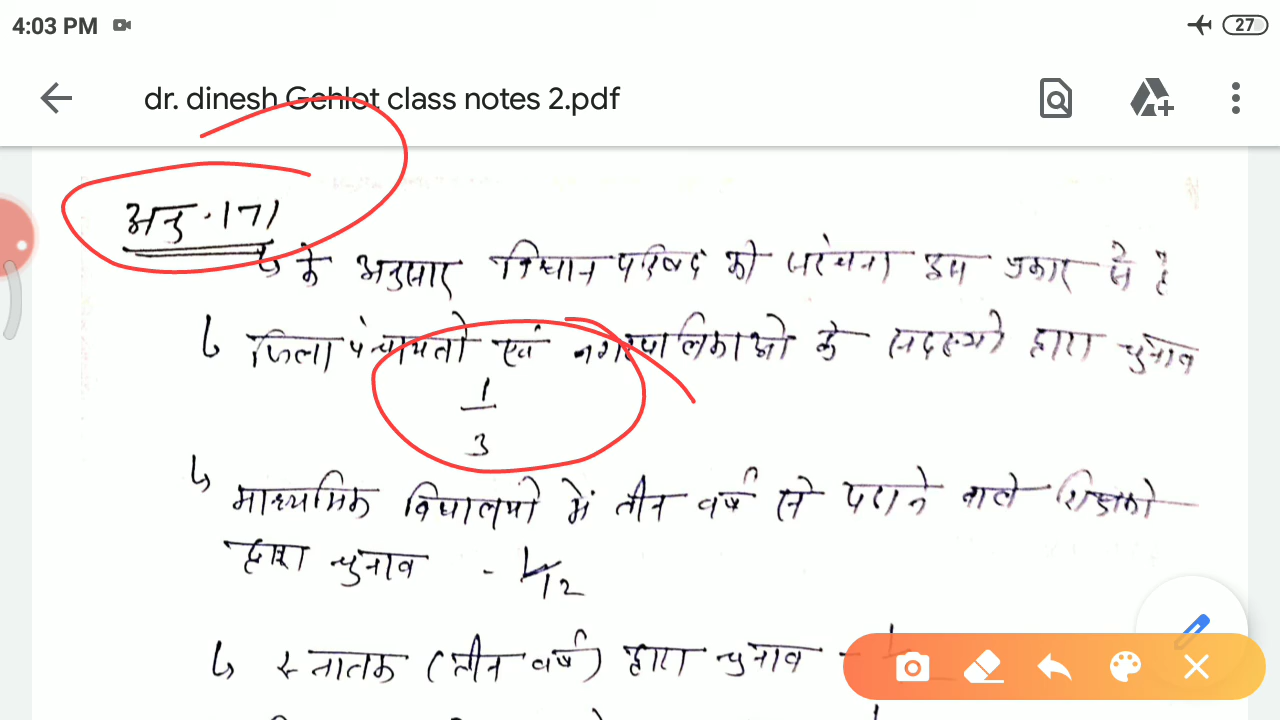 4:03 PM 27
dr. dinesh Gehlot class notes 2.pdf
अनु. 171
↳ के अनुसार विधान परिषद की संरचना इस प्रकार से है
↳ जिला पंचायतो एवं नगरपालिकाओ के सदस्यो द्वारा चुनाव
1
3
↳ माध्यमिक विधालयो में तीन वर्ष से पढाने वाले शिक्षको
द्वारा चुनाव - 1/12
↳ स्नातक (तीन वर्ष) द्वारा चुनाव -